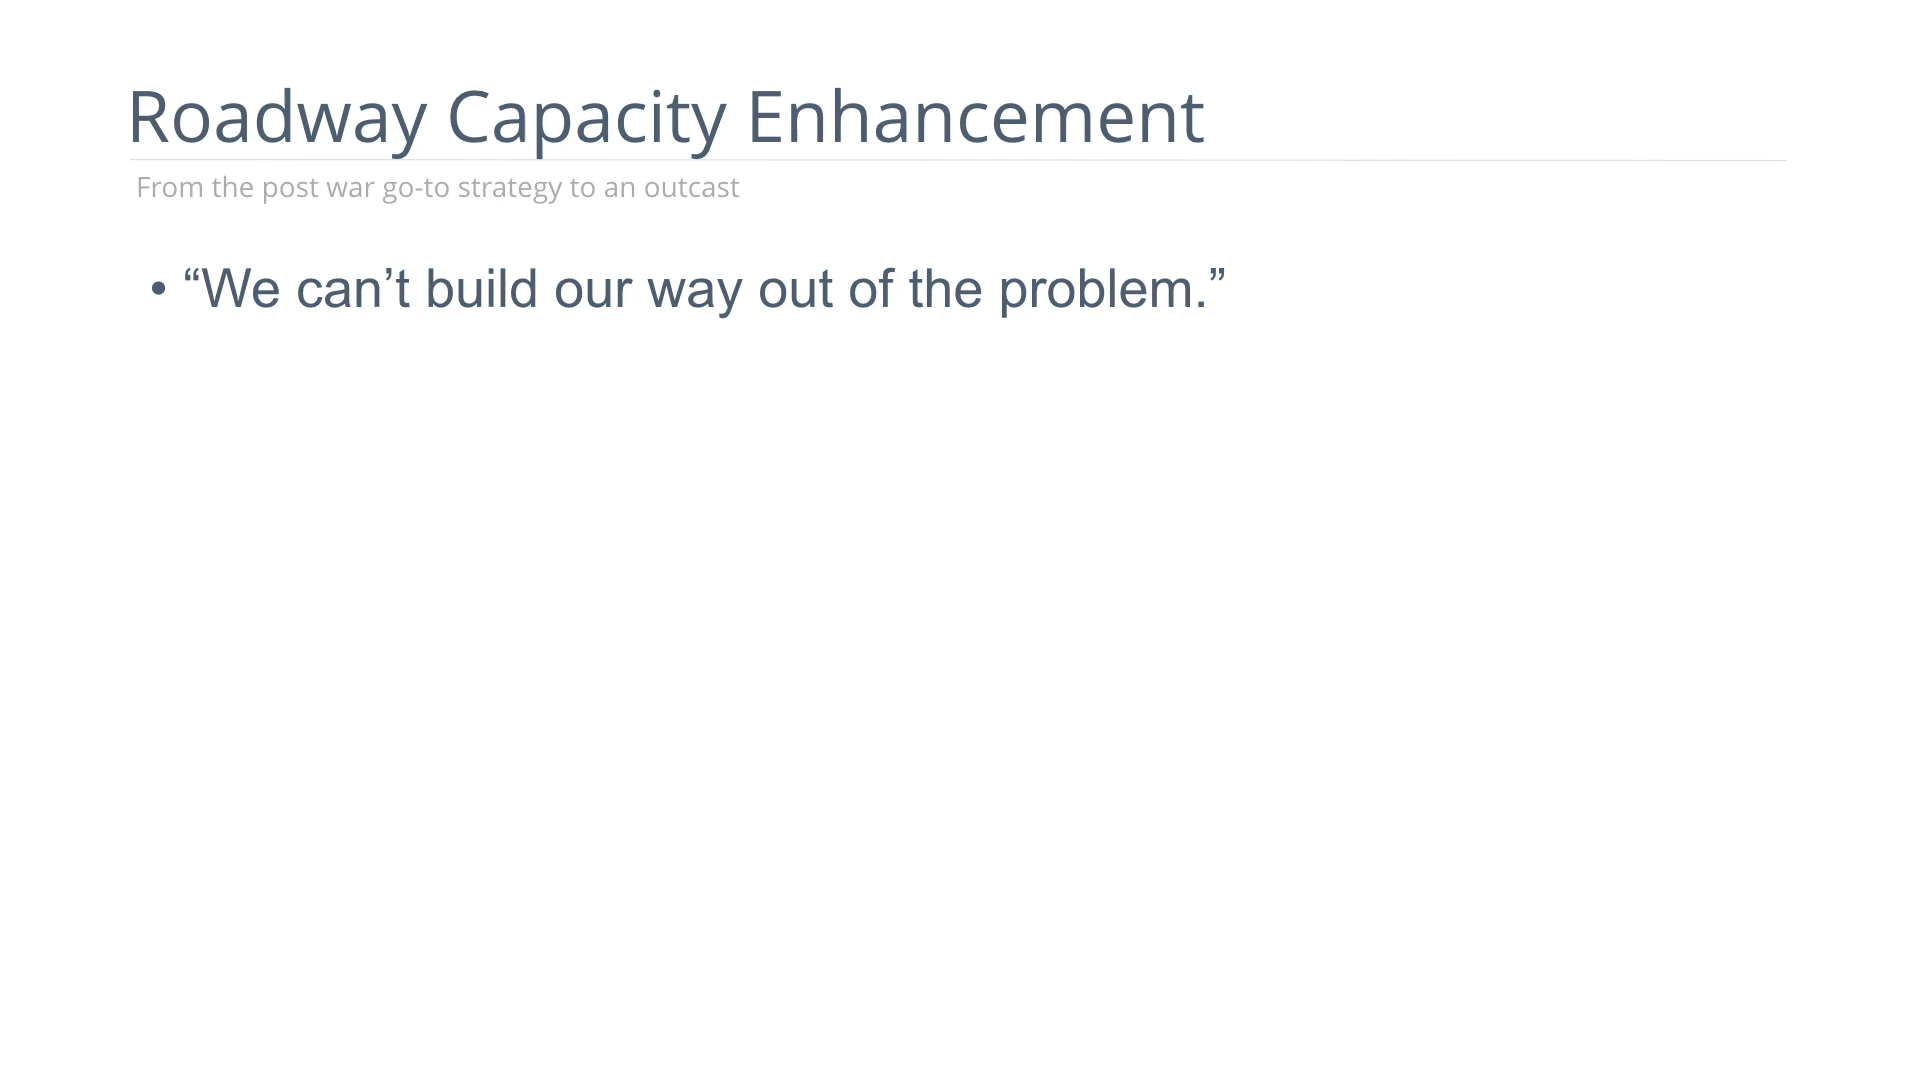 Roadway Capacity Enhancement
From the post war go-to strategy to an outcast
• “We can’t build our way out of the problem.”